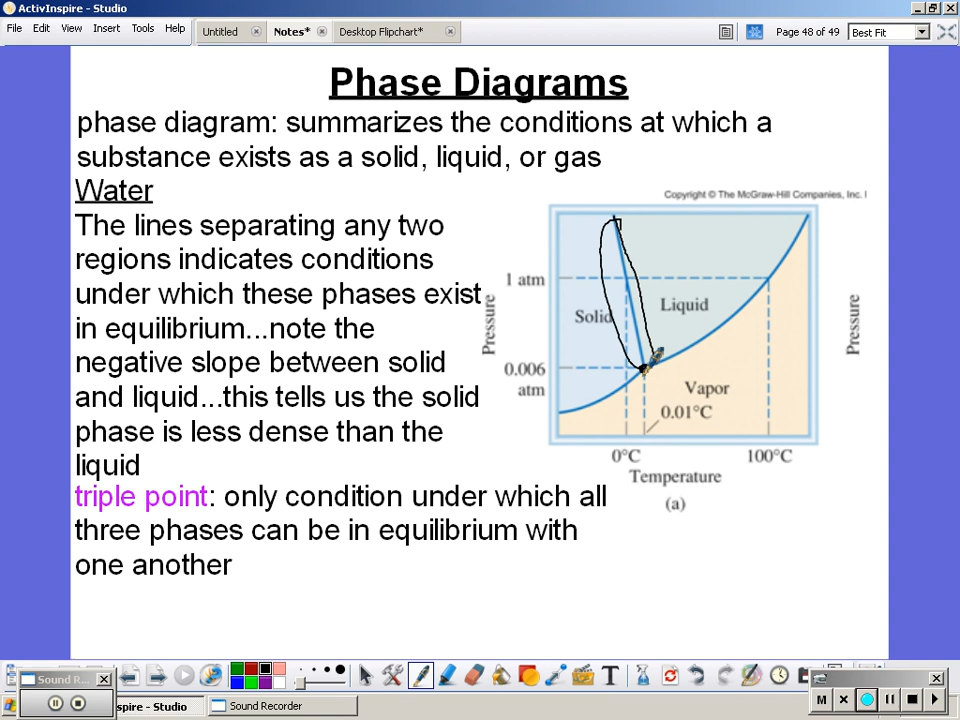 ActivInspire - Studio
File Edit View Insert Tools Help
Untitled Notes* Desktop Flipchart* Page 48 of 49 Best Fit
Phase Diagrams
phase diagram: summarizes the conditions at which a
substance exists as a solid, liquid, or gas
Water
The lines separating any two
regions indicates conditions
under which these phases exist
in equilibrium...note the
negative slope between solid
and liquid...this tells us the solid
phase is less dense than the
liquid
triple point: only condition under which all
three phases can be in equilibrium with
one another
Copyright © The McGraw-Hill Companies, Inc.
Pressure
1 atm
0.006
atm
Solid
Liquid
Vapor
0.01°C
0°C
100°C
Temperature
(a)
Pressure
T
Sound R...
spire - Studio
Sound Recorder
M